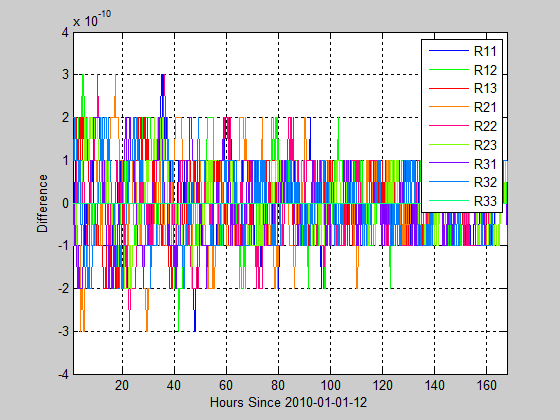 x 10-10
4
3
2
1
0
-1
-2
-3
-4
Difference
20 40 60 80 100 120 140 160
Hours Since 2010-01-01-12
R11
R12
R13
R21
R22
R23
R31
R32
R33